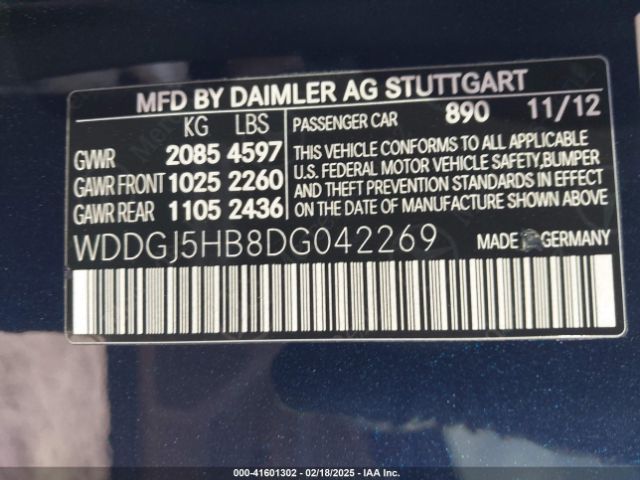 MFD BY DAIMLER AG STUTTGART
KG LBS
GVWR 2085 4597
GAWR FRONT 1025 2260
GAWR REAR 1105 2436
PASSENGER CAR 890 11/12
THIS VEHICLE CONFORMS TO ALL APPLICABLE
U.S. FEDERAL MOTOR VEHICLE SAFETY, BUMPER
AND THEFT PREVENTION STANDARDS IN EFFECT
ON THE DATE OF MANUFACTURE SHOWN ABOVE
WDDGJ5HB8DG042269 MADE GERMANY
000-41601302 - 02/18/2025 - IAA Inc.